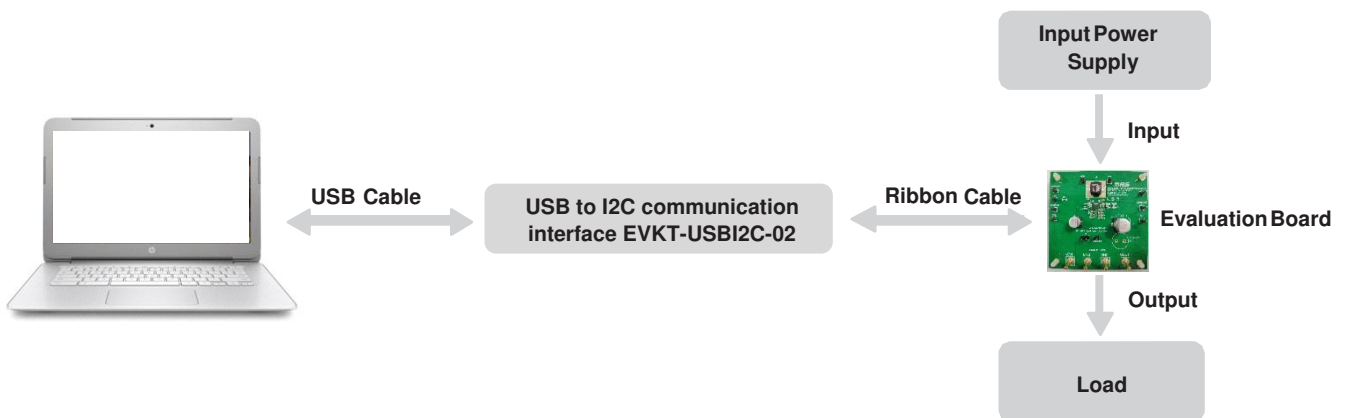 Input Power
Supply
Input
USB Cable
USB to I2C communication
interface EVKT-USBI2C-02
Ribbon Cable
Evaluation Board
Output
Load